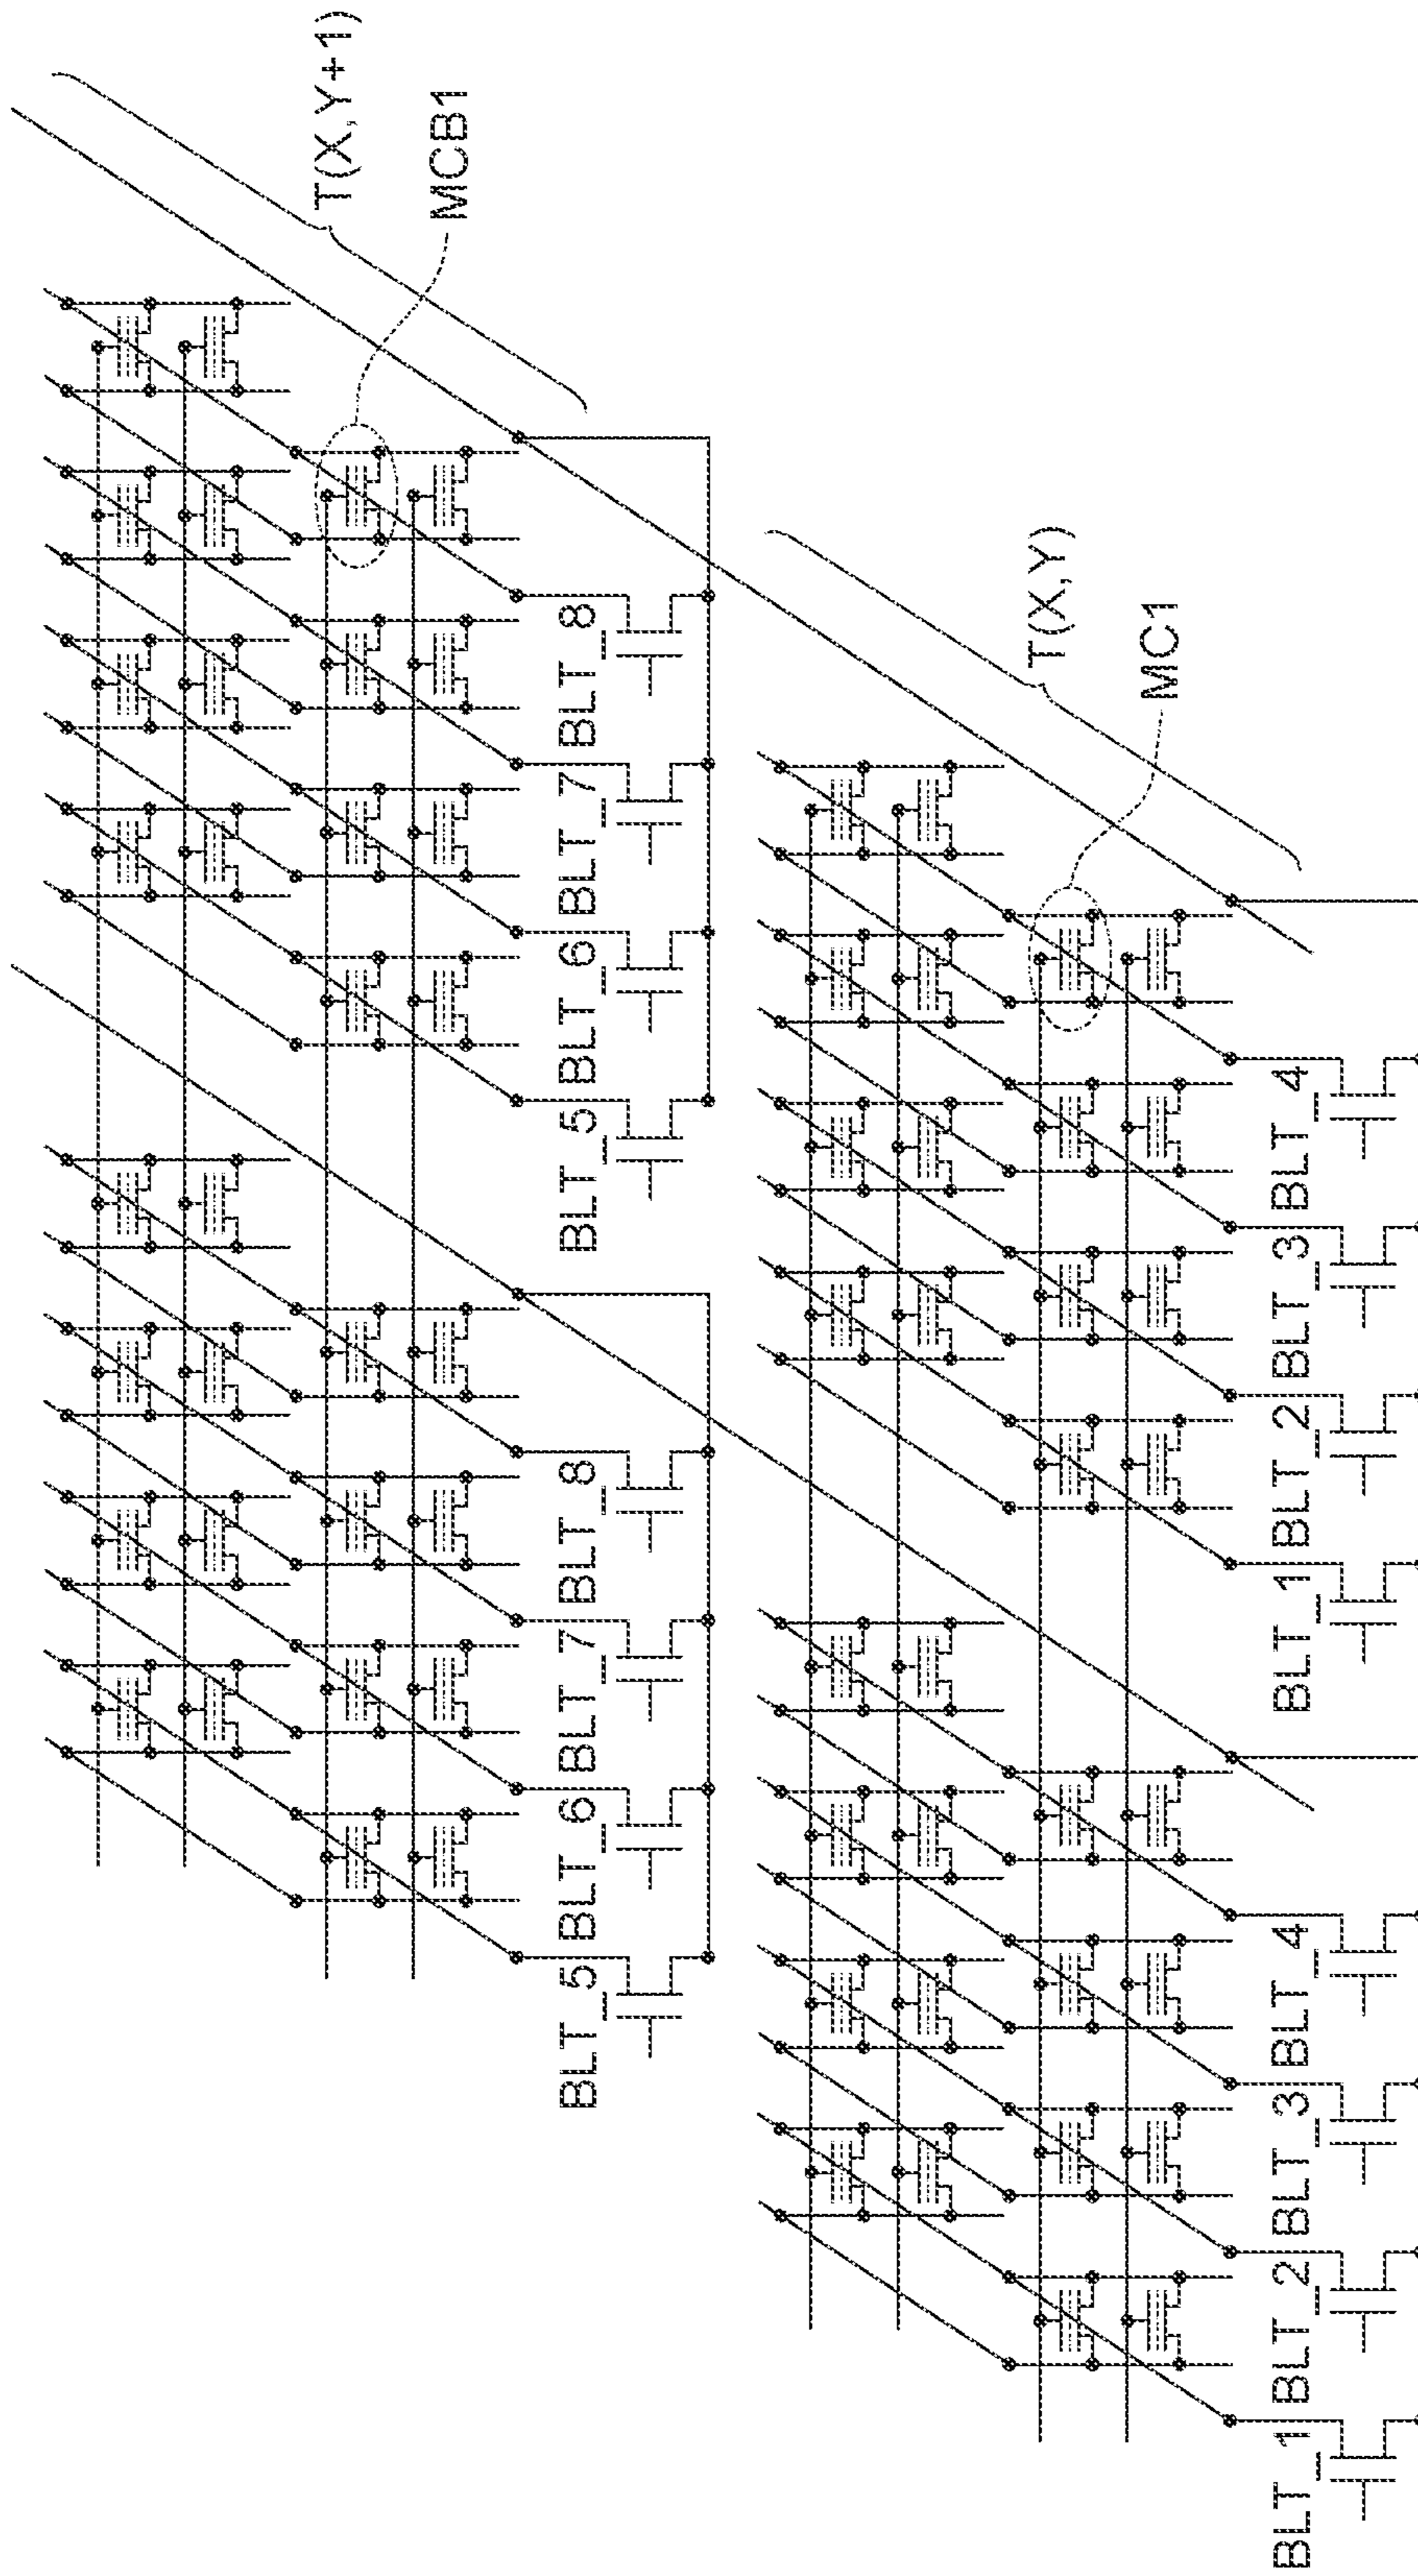 T(X,Y+1)
MCB1
BLT_5 BLT_6 BLT_7 BLT_8
BLT_5 BLT_6 BLT_7 BLT_8
T(X,Y)
MC1
BLT_1 BLT_2 BLT_3 BLT_4
BLT_1 BLT_2 BLT_3 BLT_4